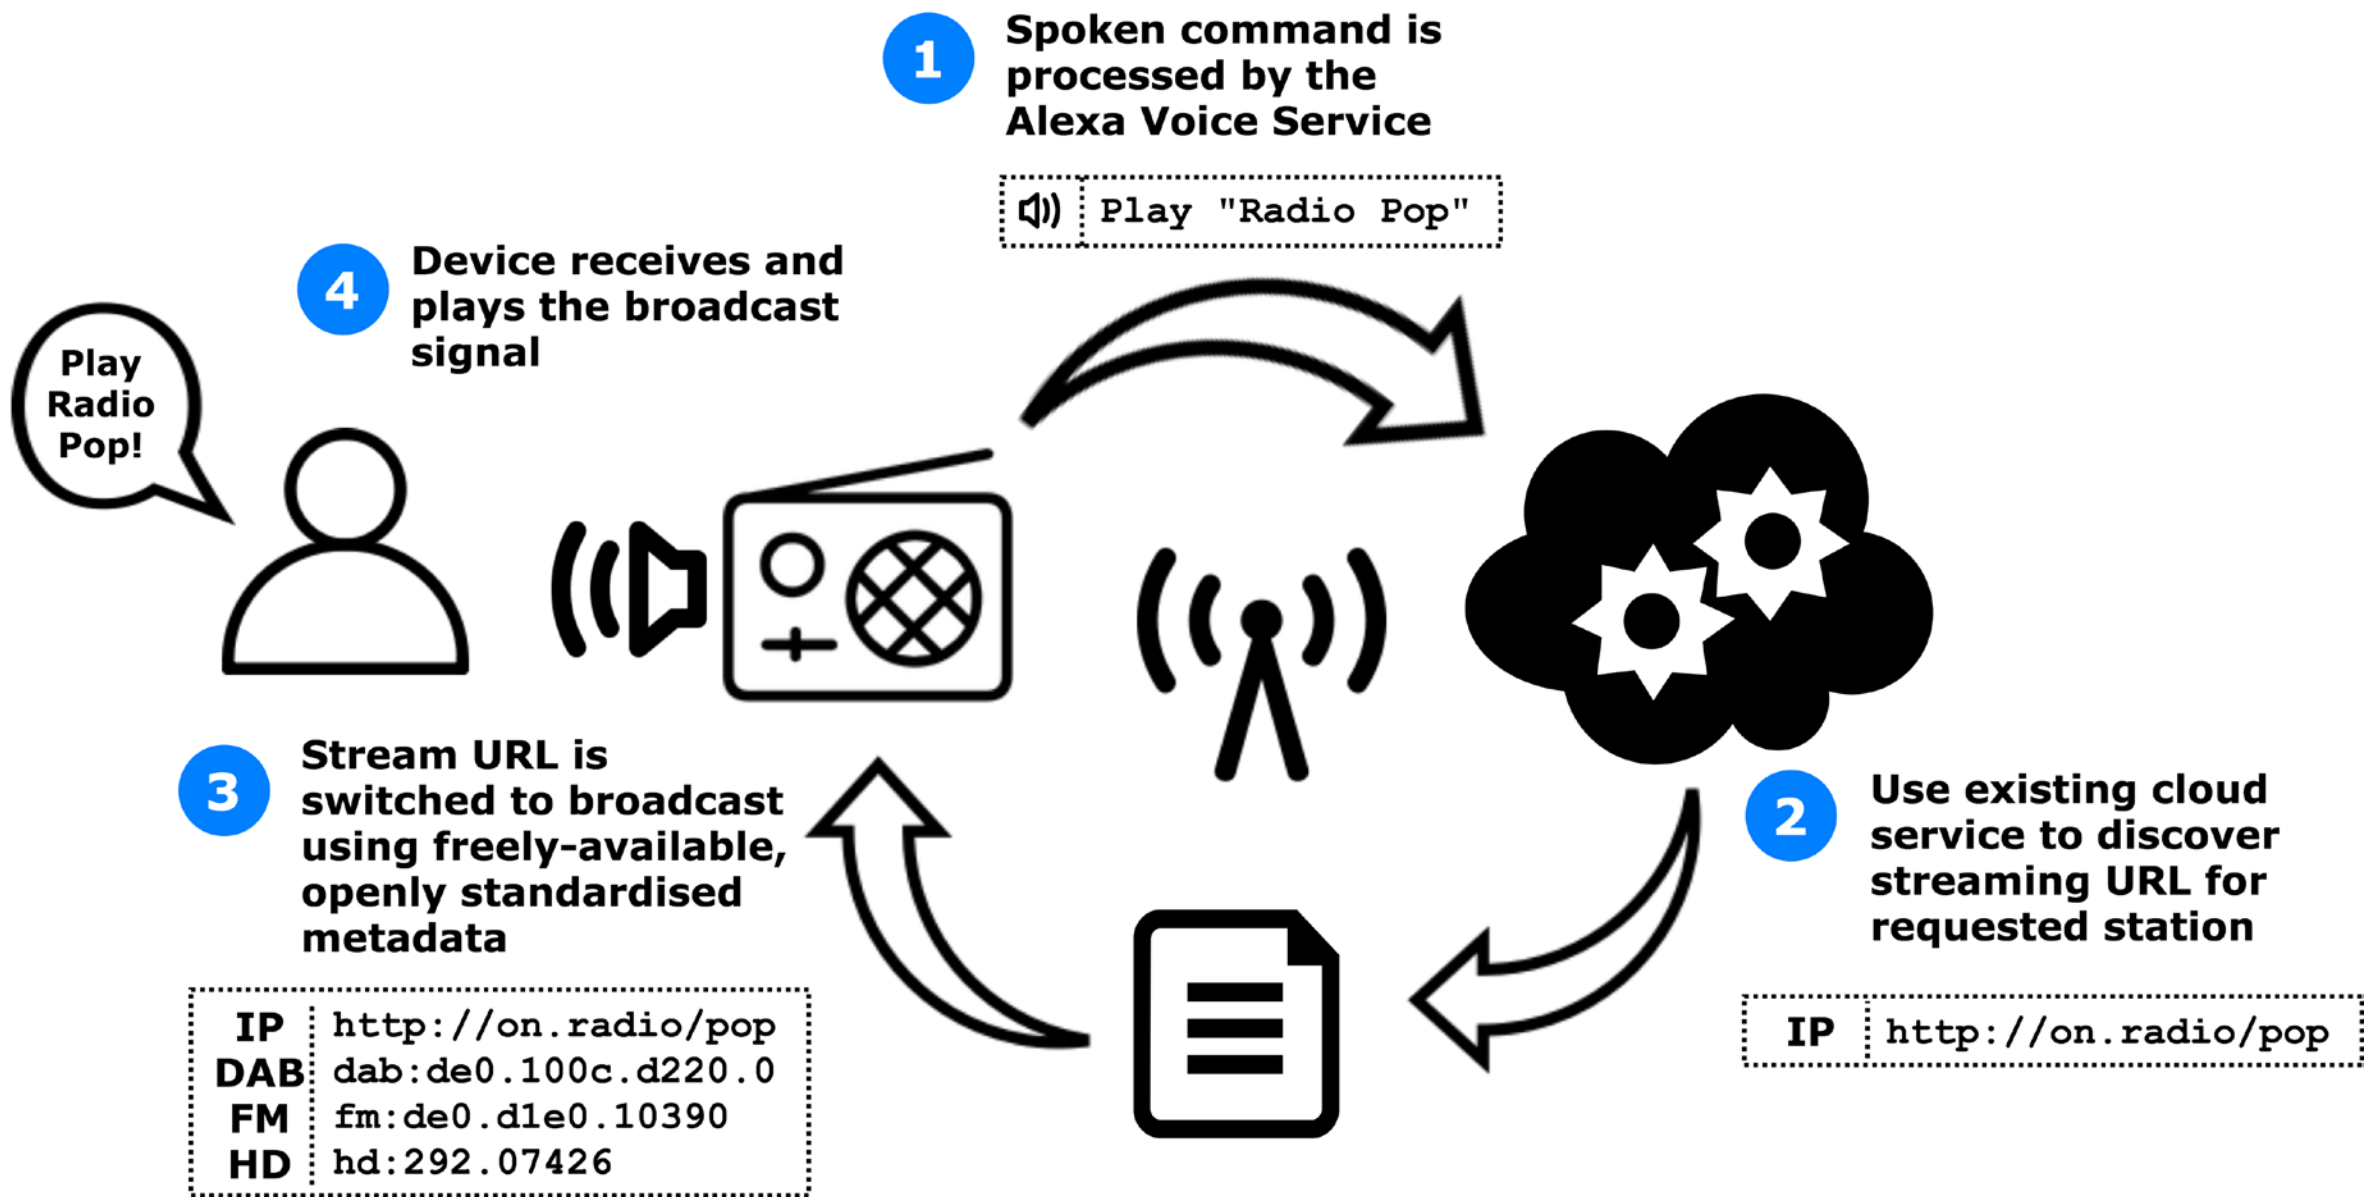 1
Spoken command is
processed by the
Alexa Voice Service
Play "Radio Pop"
4
Device receives and
plays the broadcast
signal
Play
Radio
Pop!
3
Stream URL is
switched to broadcast
using freely-available,
openly standardised
metadata
IP http://on.radio/pop
DAB dab:de0.100c.d220.0
FM fm:de0.d1e0.10390
HD hd:292.07426
2
Use existing cloud
service to discover
streaming URL for
requested station
IP http://on.radio/pop